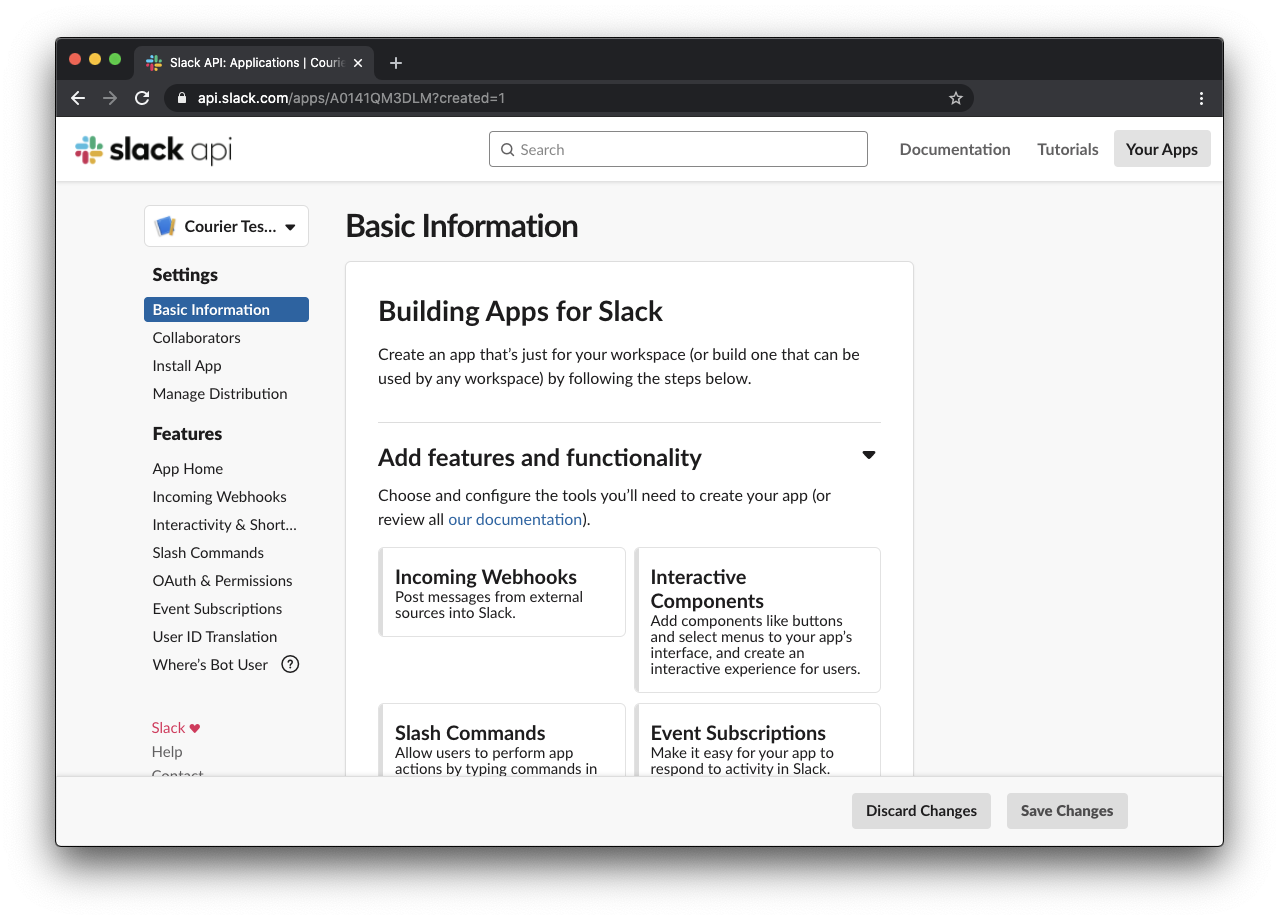 Slack API: Applications | Courie
api.slack.com/apps/A0141QM3DLM?created=1
slack api
Search
Documentation
Tutorials
Your Apps
Courier Tes...
Settings
Basic Information
Collaborators
Install App
Manage Distribution
Features
App Home
Incoming Webhooks
Interactivity & Short...
Slash Commands
OAuth & Permissions
Event Subscriptions
User ID Translation
Where's Bot User
Slack ♥
Help
Contact
Basic Information
Building Apps for Slack
Create an app that's just for your workspace (or build one that can be
used by any workspace) by following the steps below.
Add features and functionality
Choose and configure the tools you'll need to create your app (or
review all our documentation).
Incoming Webhooks
Post messages from external
sources into Slack.
Interactive
Components
Add components like buttons
and select menus to your app's
interface, and create an
interactive experience for users.
Slash Commands
Allow users to perform app
actions by typing commands in
Event Subscriptions
Make it easy for your app to
respond to activity in Slack.
Discard Changes
Save Changes